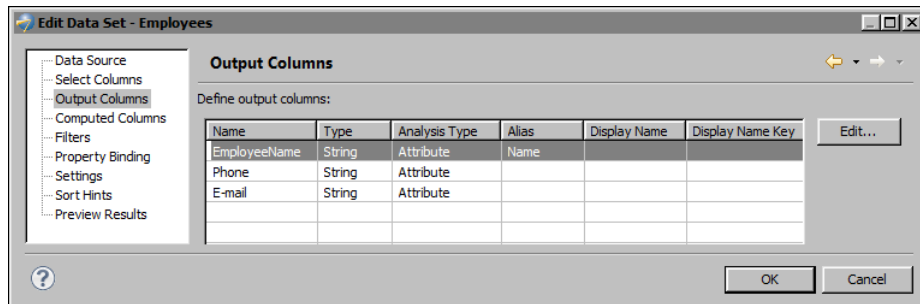 Edit Data Set - Employees
Data Source
Select Columns
Output Columns
Computed Columns
Filters
Property Binding
Settings
Sort Hints
Preview Results
Output Columns
Define output columns:
Name Type Analysis Type Alias Display Name Display Name Key
EmployeeName String Attribute Name
Phone String Attribute
E-mail String Attribute
Edit...
?
OK Cancel